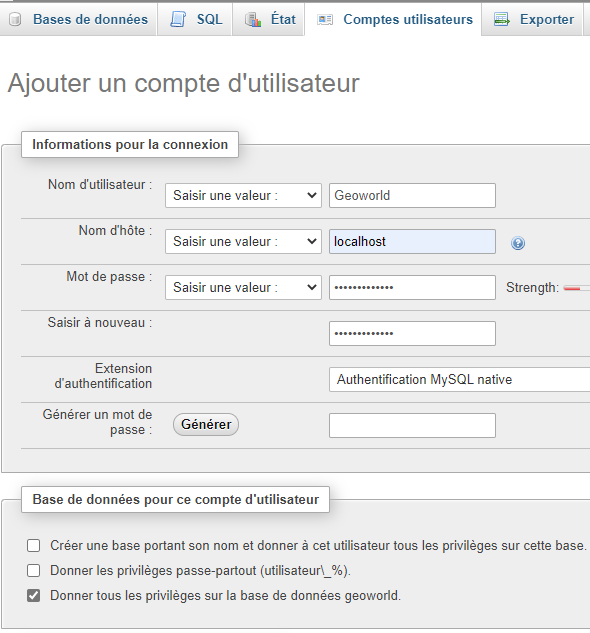 Bases de données SQL État Comptes utilisateurs Exporter
Ajouter un compte d'utilisateur
Informations pour la connexion
Nom d'utilisateur : Saisir une valeur : Geoworld
Nom d'hôte : Saisir une valeur : localhost
Mot de passe : Saisir une valeur : ••••••••••••• Strength:
Saisir à nouveau : •••••••••••••
Extension
d'authentification Authentification MySQL native
Générer un mot de
passe : Générer
Base de données pour ce compte d'utilisateur
Créer une base portant son nom et donner à cet utilisateur tous les privilèges sur cette base.
Donner les privilèges passe-partout (utilisateur\_%).
Donner tous les privilèges sur la base de données geoworld.